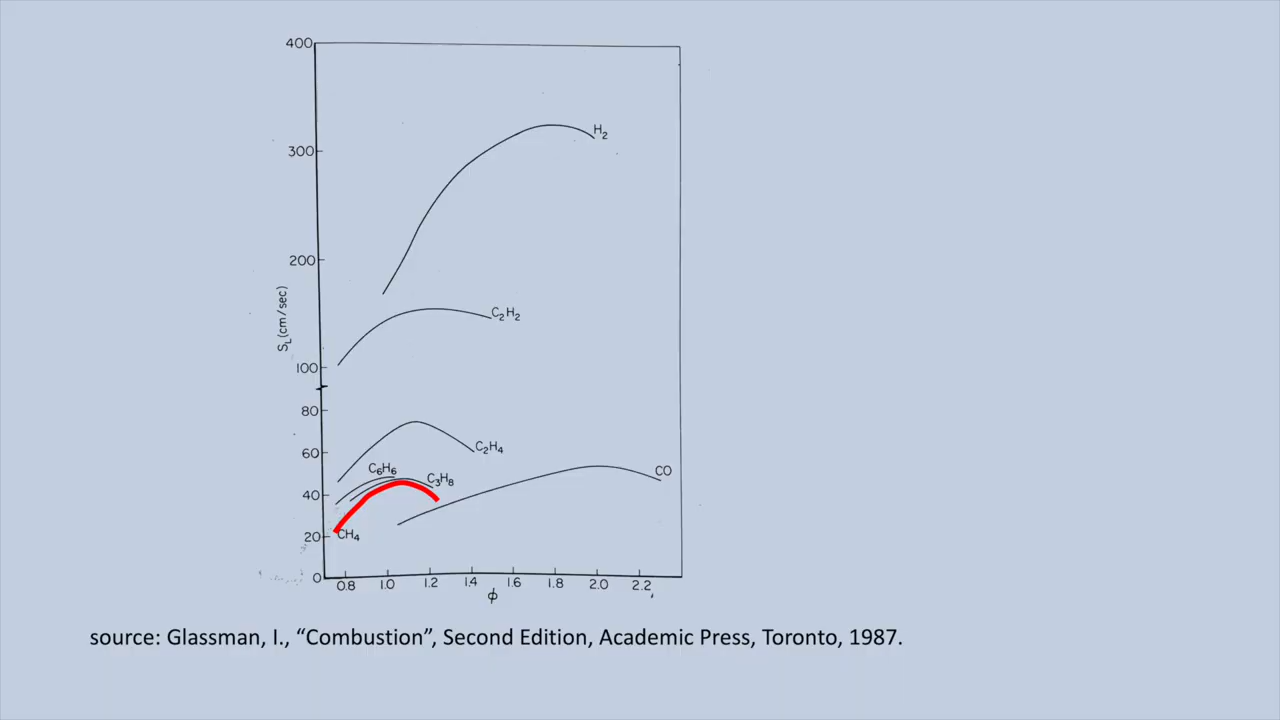 400
300
H2
200
C2H2
SL(cm/sec)
100
80
60
C2H4
C6H6
C3H8
CO
40
20
CH4
0
0.8 1.0 1.2 1.4 1.6 1.8 2.0 2.2
ϕ
source: Glassman, I., “Combustion”, Second Edition, Academic Press, Toronto, 1987.